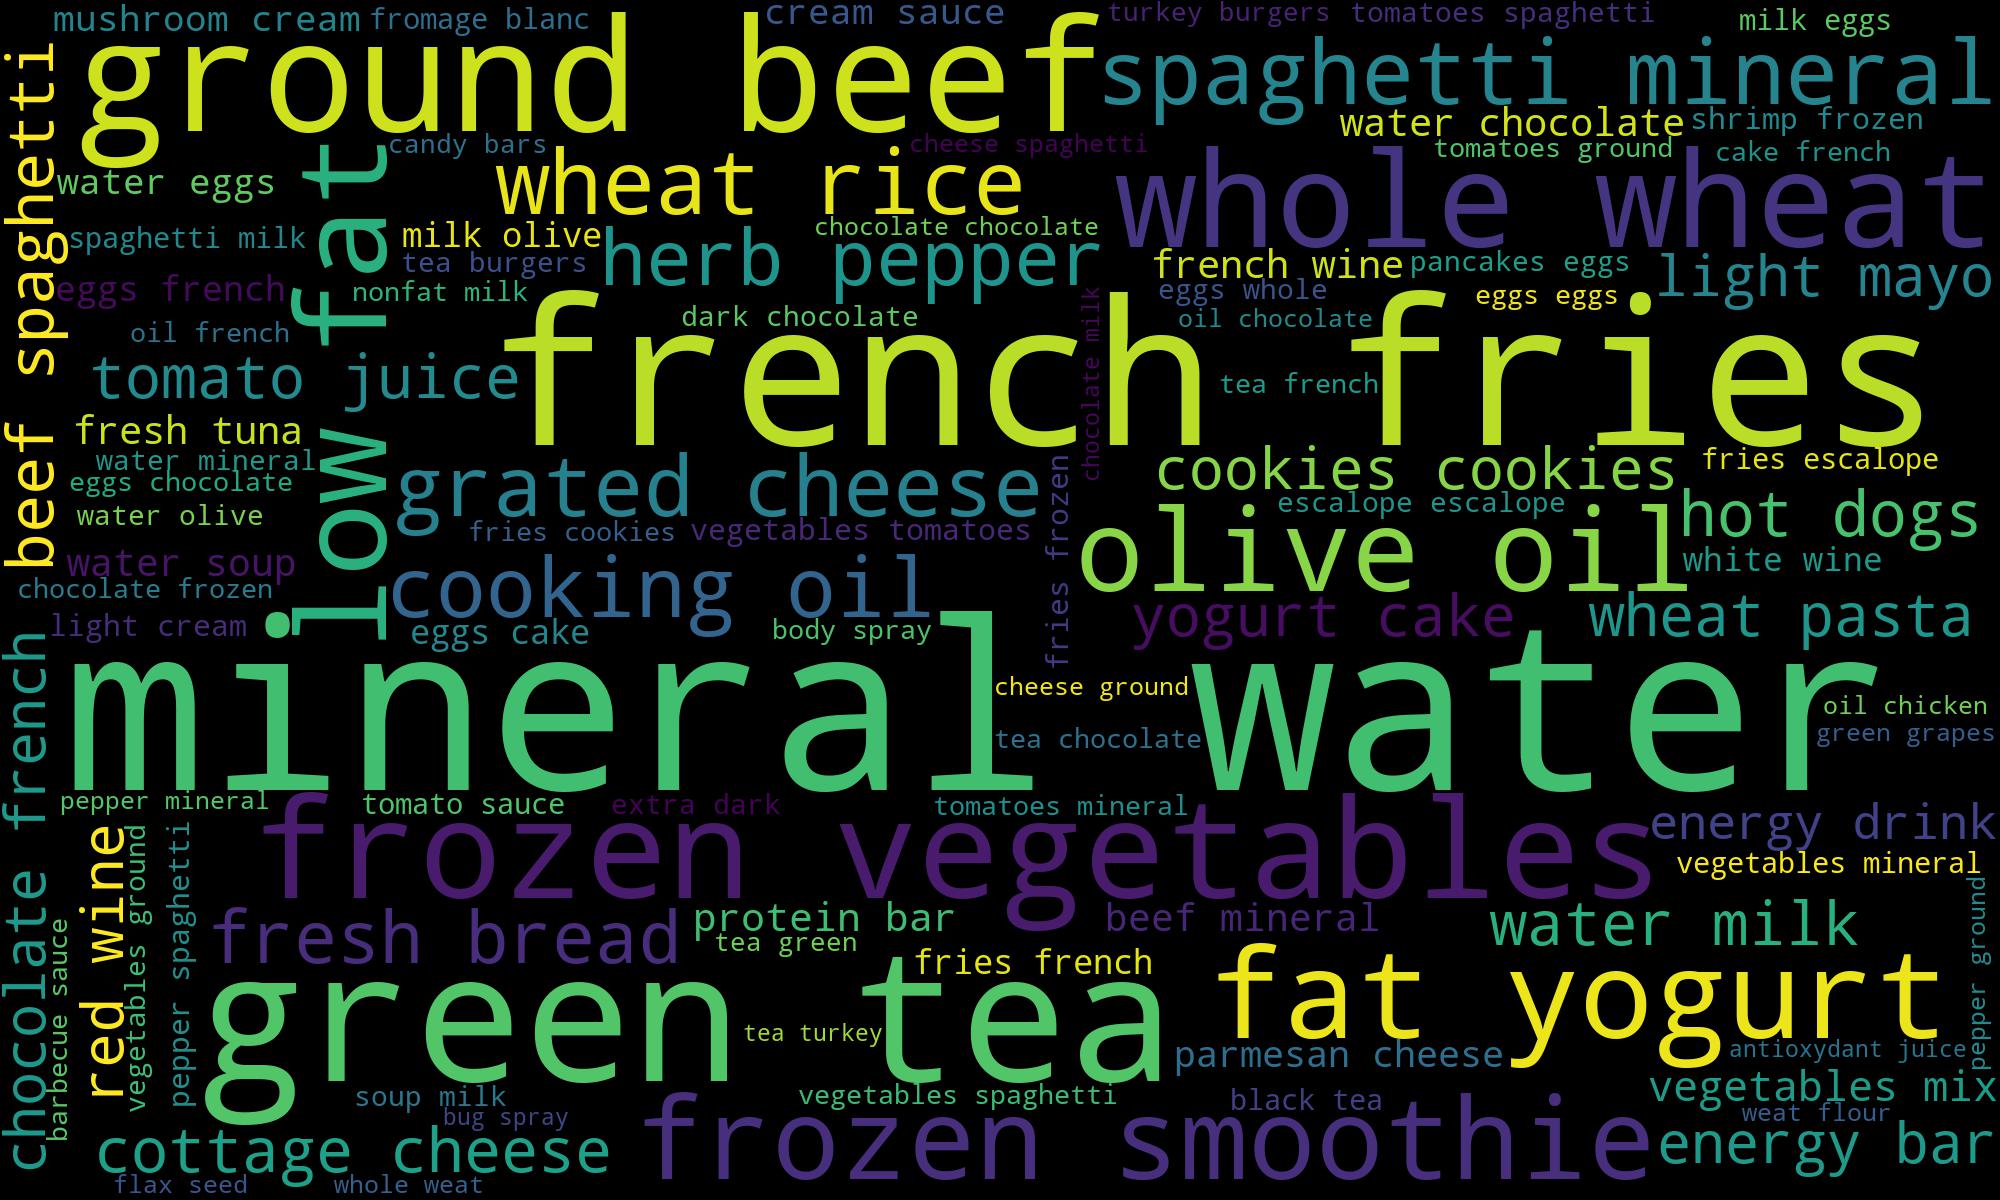 mushroom cream
fromage blanc
cream sauce
turkey burgers
tomatoes spaghetti
milk eggs
ground beef
spaghetti mineral
beef spaghetti
water chocolate
shrimp frozen
candy bars
cheese spaghetti
tomatoes ground
cake french
low fat
wheat rice
whole wheat
water eggs
chocolate chocolate
spaghetti milk
milk olive
herb pepper
tea burgers
french wine
pancakes eggs
light mayo
eggs french
nonfat milk
eggs whole
eggs eggs
dark chocolate
chocolate milk
oil chocolate
oil french
french fries
tomato juice
tea french
fresh tuna
water mineral
grated cheese
cookies cookies
fries escalope
eggs chocolate
escalope escalope
water olive
fries cookies
vegetables tomatoes
fries frozen
olive oil
hot dogs
water soup
white wine
chocolate frozen
cooking oil
yogurt cake
wheat pasta
light cream
eggs cake
body spray
mineral water
cheese ground
oil chicken
tea chocolate
green grapes
chocolate french
pepper mineral
tomato sauce
extra dark
tomatoes mineral
frozen vegetables
energy drink
red wine
vegetables ground
pepper spaghetti
vegetables mineral
fresh bread
protein bar
beef mineral
water milk
tea green
fries french
fat yogurt
pepper ground
barbecue sauce
green tea
tea turkey
parmesan cheese
antioxydant juice
soup milk
vegetables spaghetti
black tea
vegetables mix
bug spray
weat flour
cottage cheese
frozen smoothie
energy bar
flax seed
whole weat